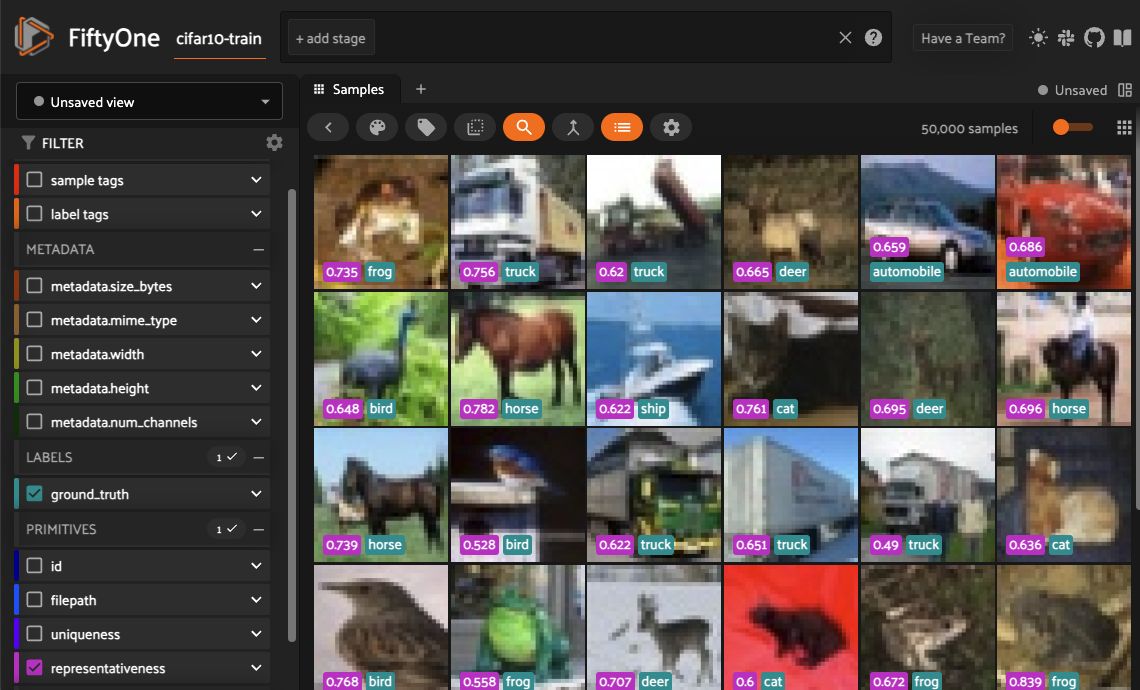 FiftyOne
cifar10-train
+ add stage
Have a Team?
Unsaved view
Samples
+
Unsaved
FILTER
50,000 samples
sample tags
label tags
METADATA
metadata.size_bytes
metadata.mime_type
metadata.width
metadata.height
metadata.num_channels
LABELS
1
ground_truth
PRIMITIVES
1
id
filepath
uniqueness
representativeness
0.735 frog
0.756 truck
0.62 truck
0.665 deer
0.659
automobile
0.686
automobile
0.648 bird
0.782 horse
0.622 ship
0.761 cat
0.695 deer
0.696 horse
0.739 horse
0.528 bird
0.622 truck
0.651 truck
0.49 truck
0.636 cat
0.768 bird
0.558 frog
0.707 deer
0.6 cat
0.672 frog
0.839 frog